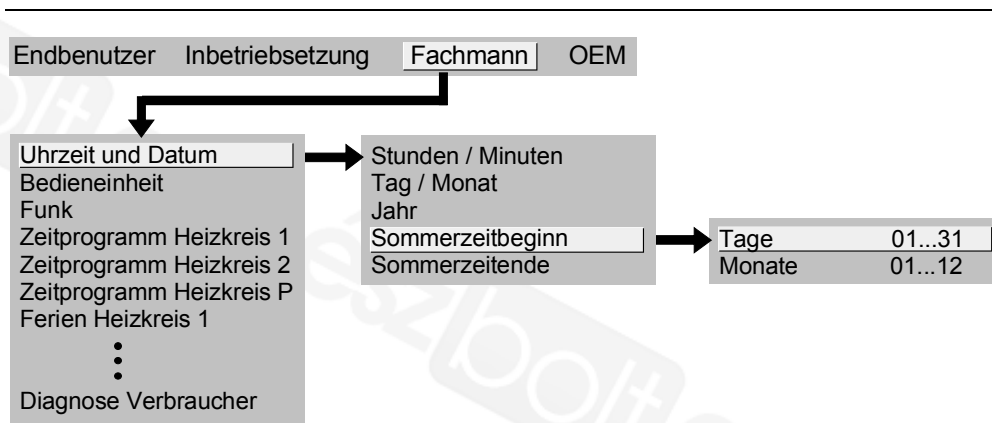 Endbenutzer Inbetriebsetzung Fachmann OEM
Uhrzeit und Datum
Bedieneinheit
Funk
Zeitprogramm Heizkreis 1
Zeitprogramm Heizkreis 2
Zeitprogramm Heizkreis P
Ferien Heizkreis 1
Diagnose Verbraucher
Stunden / Minuten
Tag / Monat
Jahr
Sommerzeitbeginn
Sommerzeitende
Tage 01...31
Monate 01...12